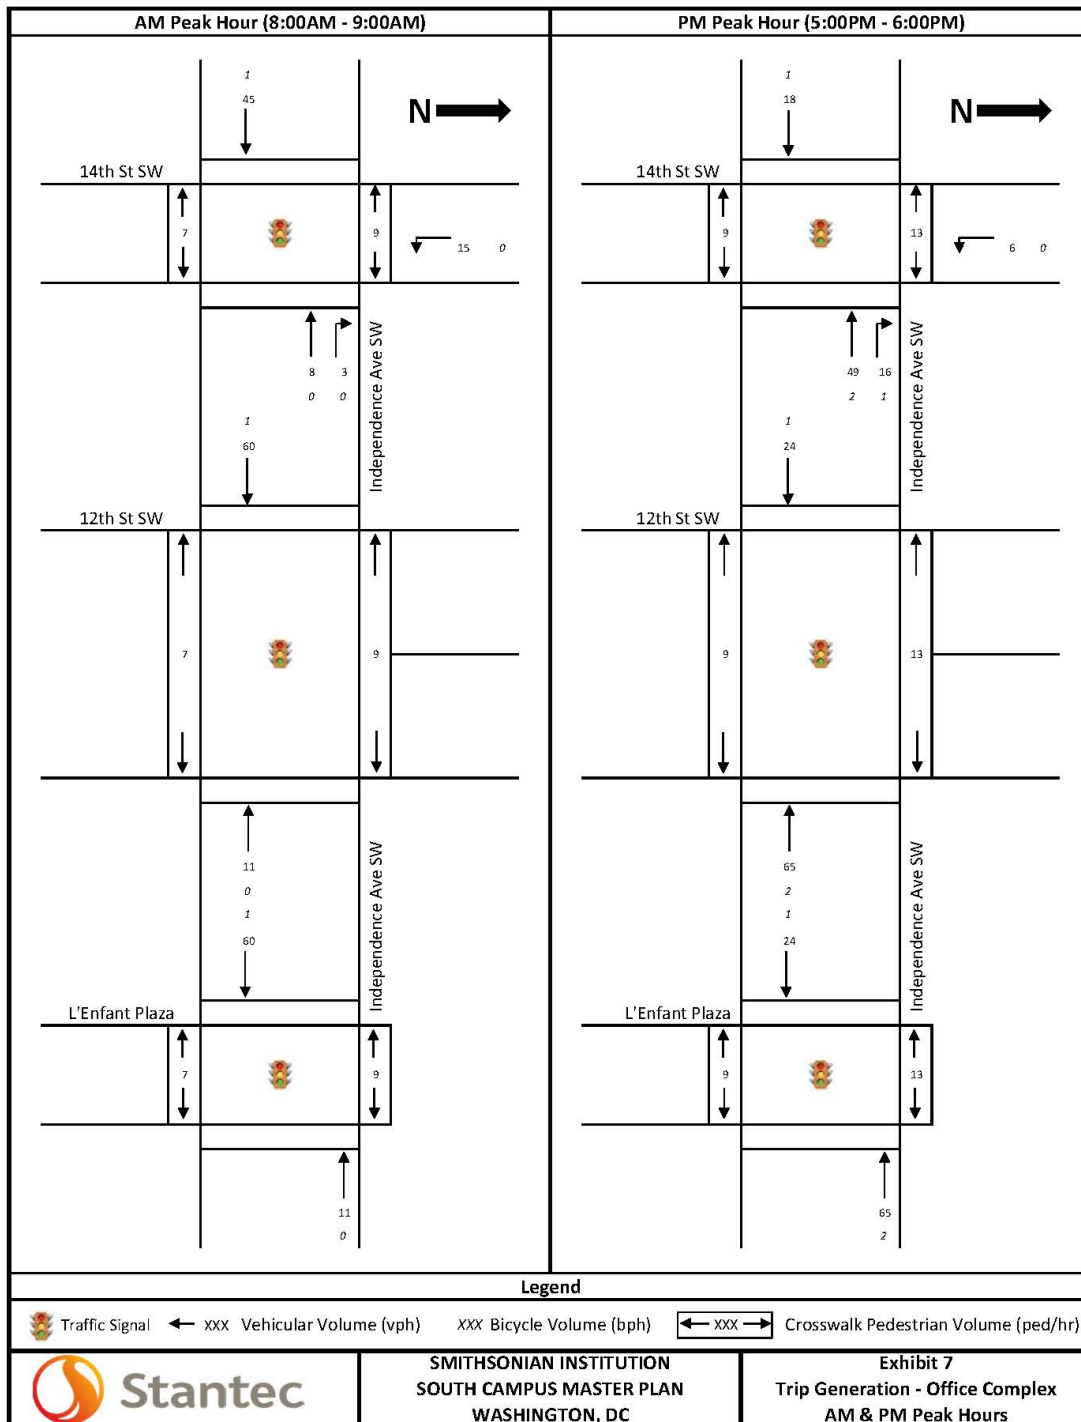 AM Peak Hour (8:00AM - 9:00AM)
1
45
N
14th St SW
7
9
15 0
8 3
0 0
Independence Ave SW
1
60
12th St SW
7
9
11
0
1
60
Independence Ave SW
L'Enfant Plaza
7
9
11
0
PM Peak Hour (5:00PM - 6:00PM)
1
18
N
14th St SW
9
13
6 0
49 16
2 1
Independence Ave SW
1
24
12th St SW
9
13
65
2
1
24
Independence Ave SW
L'Enfant Plaza
9
13
65
2
Legend
Traffic Signal
XXX Vehicular Volume (vph)
XXX Bicycle Volume (bph)
XXX Crosswalk Pedestrian Volume (ped/hr)
Stantec
SMITHSONIAN INSTITUTION
SOUTH CAMPUS MASTER PLAN
WASHINGTON, DC
Exhibit 7
Trip Generation - Office Complex
AM & PM Peak Hours